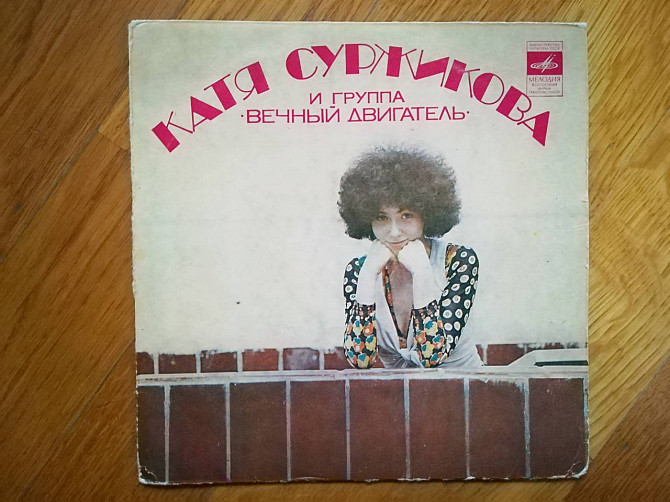 КАТЯ СУРЖИКОВА
И ГРУППА
·ВЕЧНЫЙ ДВИГАТЕЛЬ·
МЕЛОДИЯ